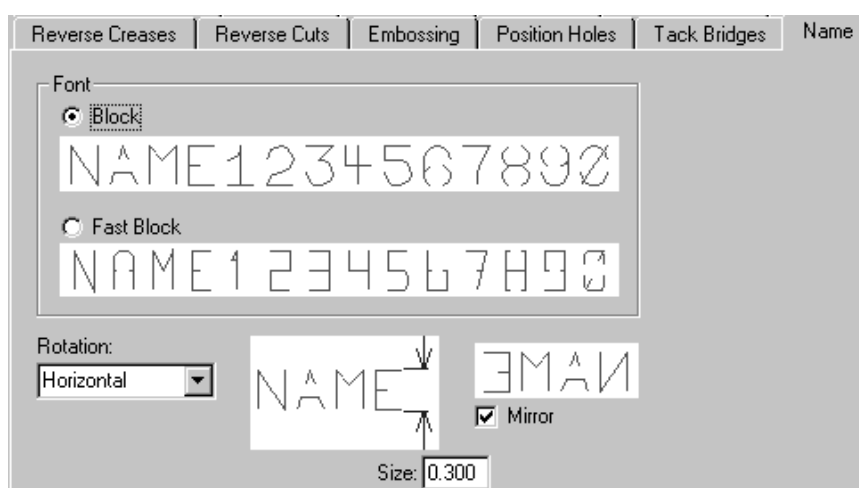 Reverse Creases Reverse Cuts Embossing Position Holes Tack Bridges Name
Font
Block
NAME1234567890
Fast Block
NAME1234567890
Rotation:
Horizontal
NAME
NAME
Mirror
Size: 0.300